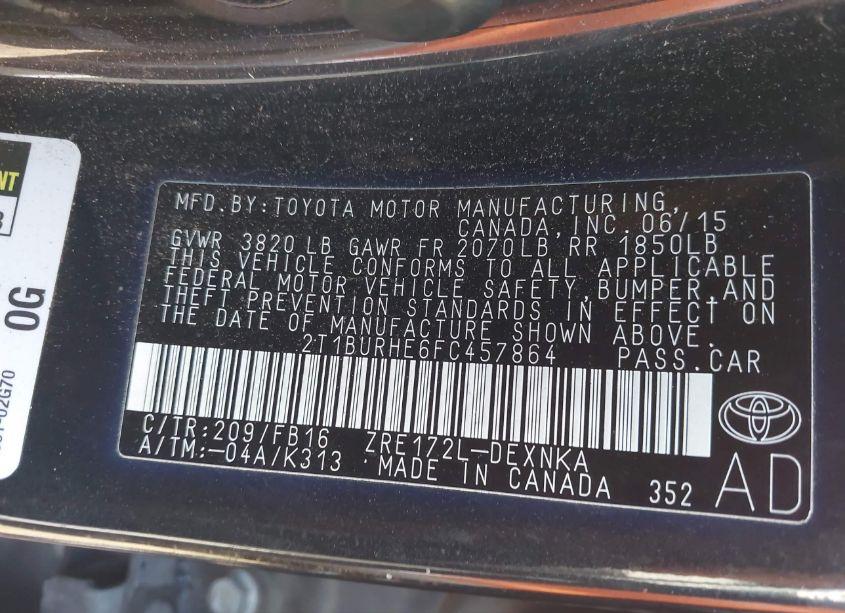 MFD.BY:TOYOTA MOTOR MANUFACTURING,
CANADA,INC. 06/15
GVWR 3820 LB GAWR FR 2070LB RR 1850LB
THIS VEHICLE CONFORMS TO ALL APPLICABLE
FEDERAL MOTOR VEHICLE SAFETY,BUMPER,AND
THEFT PREVENTION STANDARDS IN EFFECT ON
THE DATE OF MANUFACTURE SHOWN ABOVE.
2T1BURHE6FC457864 PASS.CAR
C/TR:209/FB16 ZRE172L-DEXNKA
A/TM:-04A/K313 MADE IN CANADA 352
AD
0G